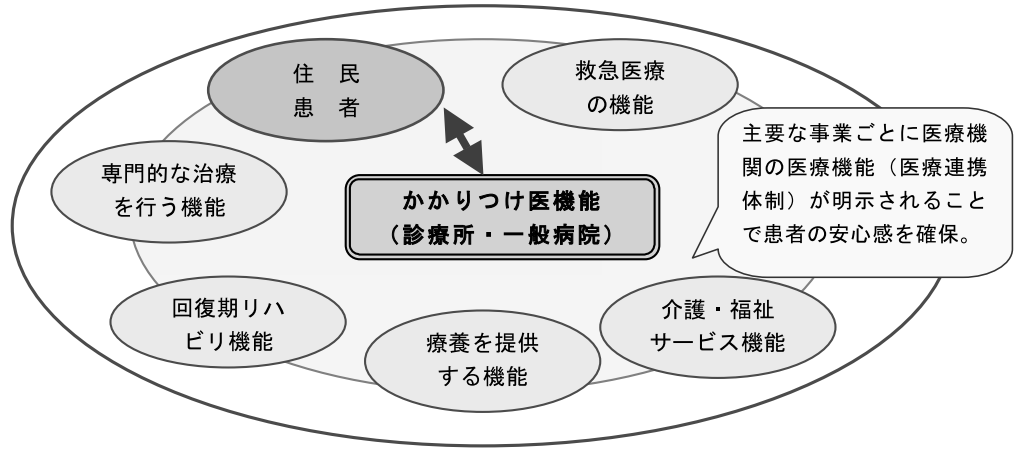 住　民
患　者
救急医療
の機能
主要な事業ごとに医療機
関の医療機能（医療連携
体制）が明示されること
で患者の安心感を確保。
専門的な治療
を行う機能
かかりつけ医機能
（診療所・一般病院）
回復期リハ
ビリ機能
療養を提供
する機能
介護・福祉
サービス機能